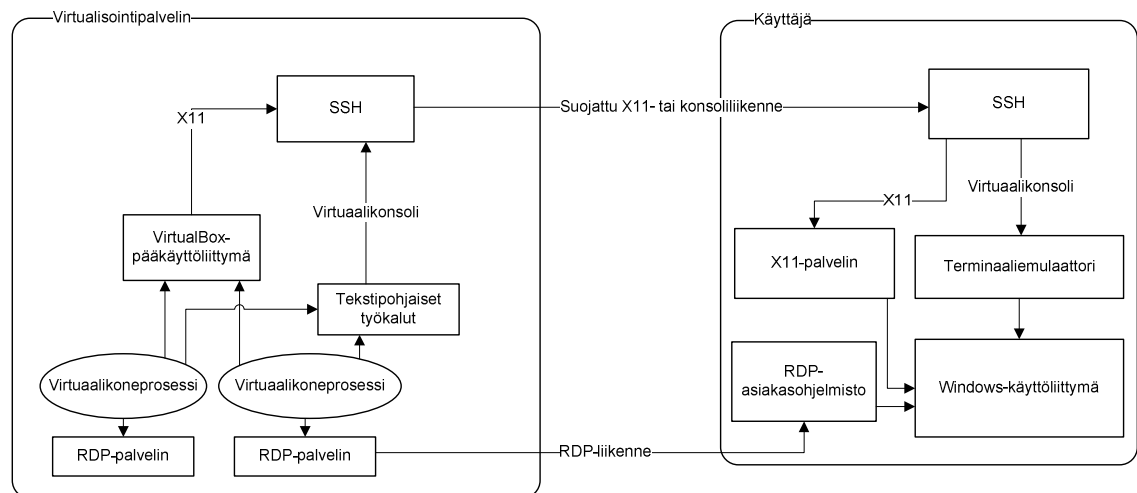 Virtualisointipalvelin
Käyttäjä
SSH
SSH
X11
Suojattu X11- tai konsoliliikenne
Virtuaalikonsoli
Virtuaalikonsoli
X11
VirtualBox-
pääkäyttöliittymä
X11-palvelin
Terminaaliemulaattori
Tekstipohjaiset
työkalut
Virtuaalikoneprosessi
Virtuaalikoneprosessi
RDP-
asiakasohjelmisto
Windows-käyttöliittymä
RDP-palvelin
RDP-palvelin
RDP-liikenne